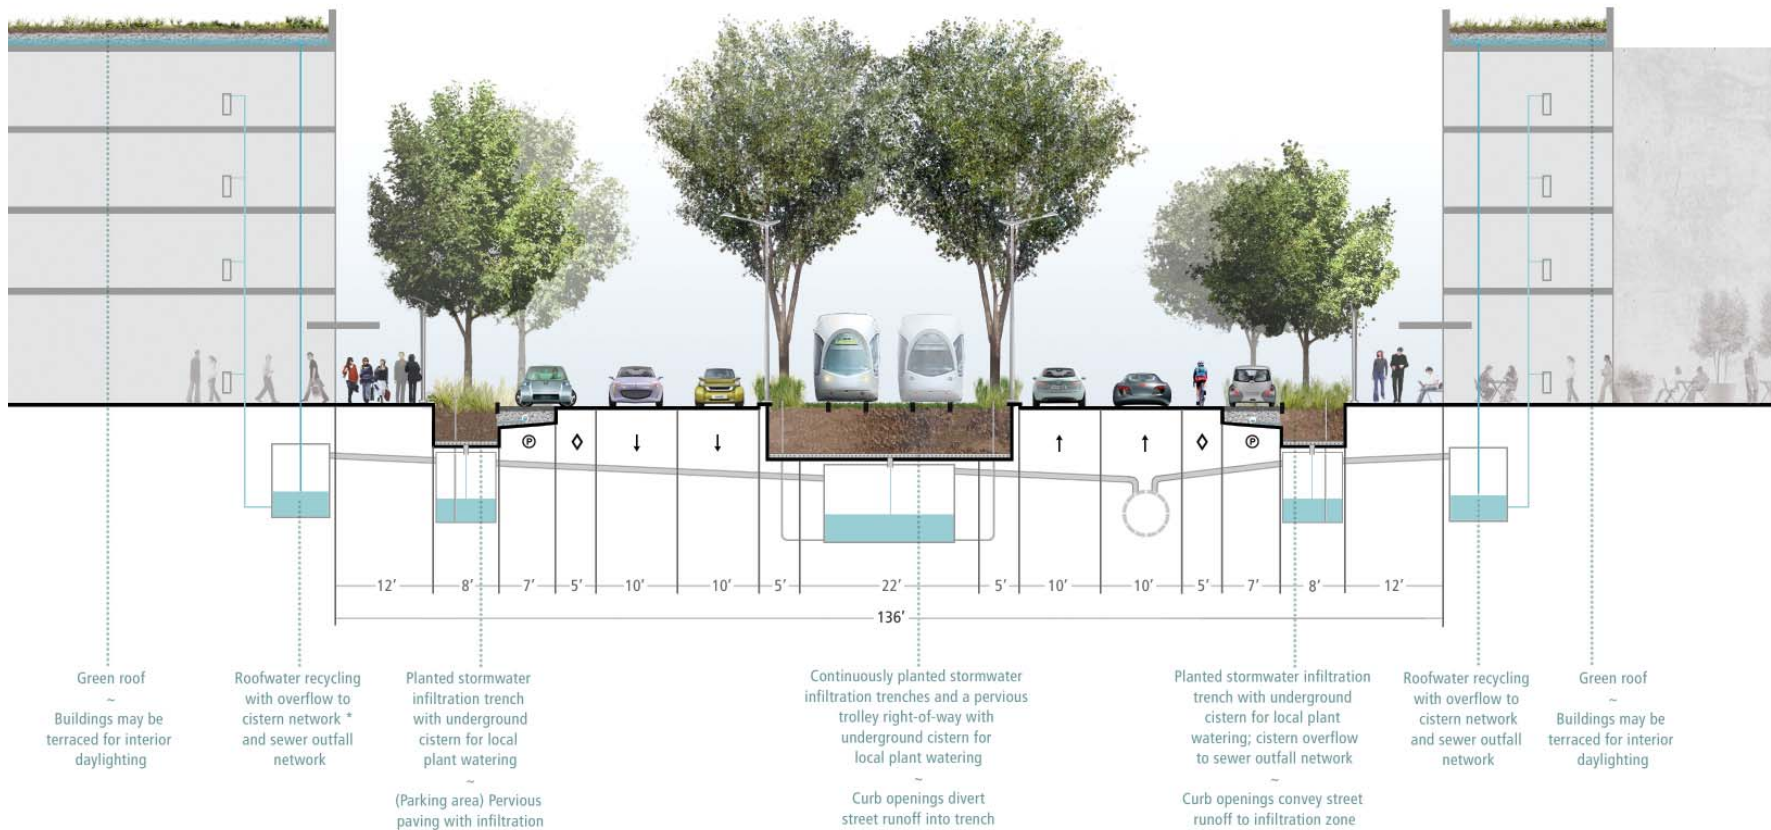 Ⓟ ◊ ↓ ↓ ↑ ↑ ◊ Ⓟ
12’ 8’ 7’ 5’ 10’ 10’ 5’ 22’ 5’ 10’ 10’ 5’ 7’ 8’ 12’
136’
Green roof
~
Buildings may be
terraced for interior
daylighting
Roofwater recycling
with overflow to
cistern network *
and sewer outfall
network
Planted stormwater
infiltration trench
with underground
cistern for local
plant watering
~
(Parking area) Pervious
paving with infiltration
Continuously planted stormwater
infiltration trenches and a pervious
trolley right-of-way with
underground cistern for
local plant watering
~
Curb openings divert
street runoff into trench
Planted stormwater infiltration
trench with underground
cistern for local plant
watering; cistern overflow
to sewer outfall network
~
Curb openings convey street
runoff to infiltration zone
Roofwater recycling
with overflow to
cistern network
and sewer outfall
network
Green roof
~
Buildings may be
terraced for interior
daylighting